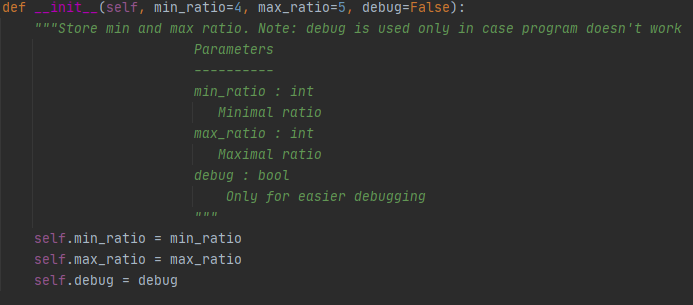 def __init__(self, min_ratio=4, max_ratio=5, debug=False):
"""Store min and max ratio. Note: debug is used only in case program doesn't work
Parameters
----------
min_ratio : int
Minimal ratio
max_ratio : int
Maximal ratio
debug : bool
Only for easier debugging
"""
self.min_ratio = min_ratio
self.max_ratio = max_ratio
self.debug = debug